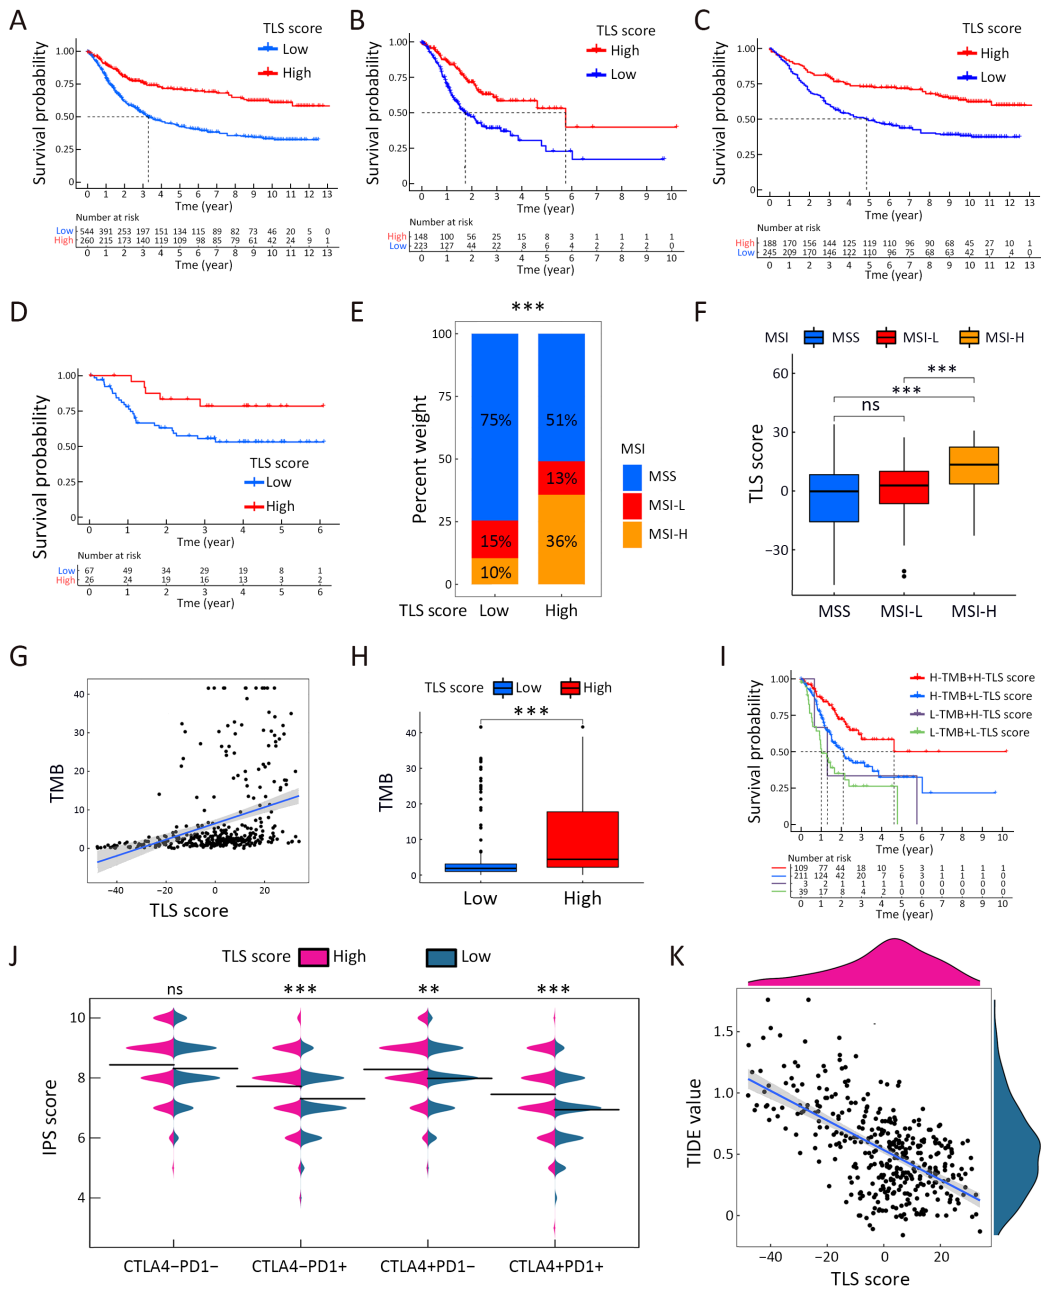 A
TLS score
Low
High
Survival probability
1.00
0.75
0.50
0.25
0
0 1 2 3 4 5 6 7 8 9 10 11 12 13
Tme (year)
Number at risk
Low 544 391 253 197 151 134 115 89 82 73 46 20 5 0
High 260 215 173 140 119 109 98 85 79 61 42 24 9 1
0 1 2 3 4 5 6 7 8 9 10 11 12 13
Tme (year)
B
TLS score
High
Low
Survival probability
1.00
0.75
0.50
0.25
0
0 1 2 3 4 5 6 7 8 9 10
Tme (year)
Number at risk
High 148 100 56 25 15 8 3 1 1 1 1
Low 223 127 44 22 8 6 4 2 2 2 0
0 1 2 3 4 5 6 7 8 9 10
Tme (year)
C
TLS score
High
Low
Survival probability
1.00
0.75
0.50
0.25
0
0 1 2 3 4 5 6 7 8 9 10 11 12 13
Tme (year)
Number at risk
High 188 170 156 144 125 119 110 96 90 68 45 27 10 1
Low 245 209 170 146 122 110 96 75 68 63 42 17 4 0
0 1 2 3 4 5 6 7 8 9 10 11 12 13
Tme (year)
D
Survival probability
1.00
0.75
0.50
0.25
0
TLS score
Low
High
0 1 2 3 4 5 6
Tme (year)
Number at risk
Low 67 49 34 29 19 8 1
High 26 24 19 16 13 3 2
0 1 2 3 4 5 6
Tme (year)
E
***
Percent weight
100
75
50
25
0
75%
15%
10%
51%
13%
36%
MSI
MSS
MSI-L
MSI-H
TLS score Low High
F
MSI MSS MSI-L MSI-H
TLS score
60
30
0
−30
***
***
ns
MSS MSI-L MSI-H
G
TMB
40
30
20
10
0
−40 −20 0 20
TLS score
H
TLS score Low High
***
TMB
40
30
20
10
0
Low High
I
Survival probability
1.00
0.75
0.50
0.25
0
H-TMB+H-TLS score
H-TMB+L-TLS score
L-TMB+H-TLS score
L-TMB+L-TLS score
0 1 2 3 4 5 6 7 8 9 10
Tme (year)
Number at risk
109 77 44 18 10 5 3 1 1 1 1
211 124 42 20 7 6 3 1 1 1 0
3 2 1 1 1 1 0 0 0 0 0
39 17 8 4 2 0 0 0 0 0 0
0 1 2 3 4 5 6 7 8 9 10
Tme (year)
J
TLS score High Low
ns *** ** ***
IPS score
10
8
6
4
CTLA4−PD1− CTLA4−PD1+ CTLA4+PD1− CTLA4+PD1+
K
TIDE value
1.5
1.0
0.5
0
−40 −20 0 20
TLS score